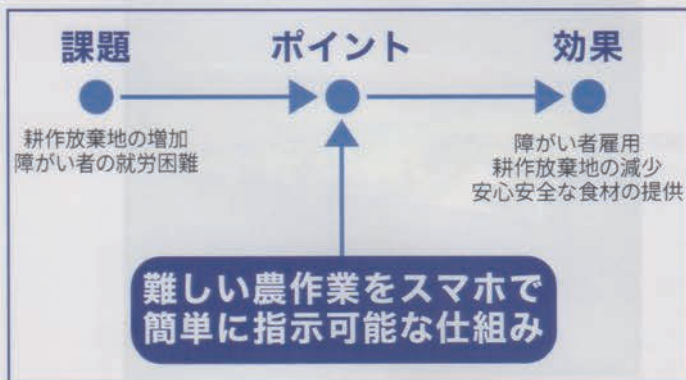 課題
ポイント
効果
耕作放棄地の増加
障がい者の就労困難
障がい者雇用
耕作放棄地の減少
安心安全な食材の提供
難しい農作業をスマホで
簡単に指示可能な仕組み